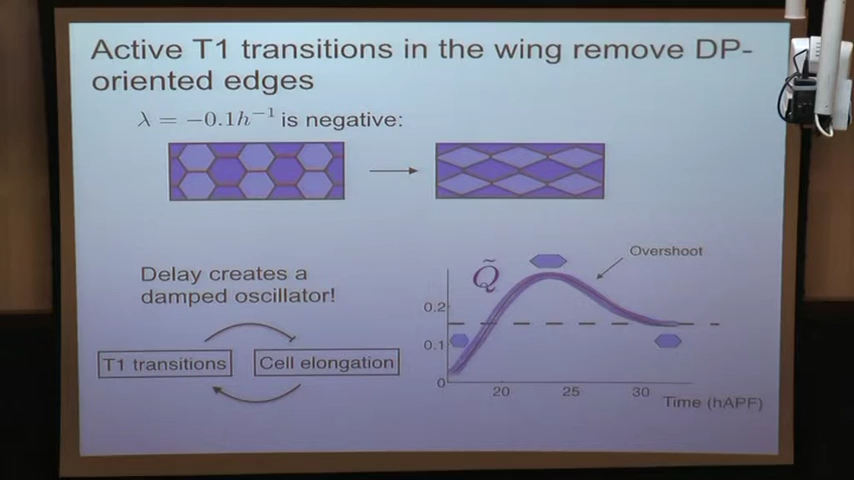 Active T1 transitions in the wing remove DP-
oriented edges
λ = −0.1h⁻¹ is negative:
Delay creates a
damped oscillator!
T1 transitions
Cell elongation
Q̃
Overshoot
0.2
0.1
0
20
25
30
Time (hAPF)